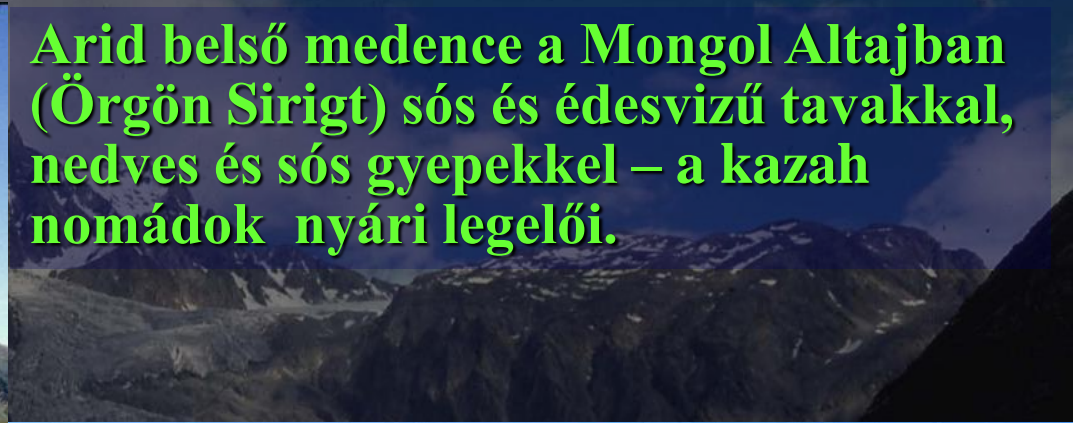 Arid belső medence a Mongol Altajban
(Örgön Sirigt) sós és édesvizű tavakkal,
nedves és sós gyepekkel – a kazah
nomádok  nyári legelői.